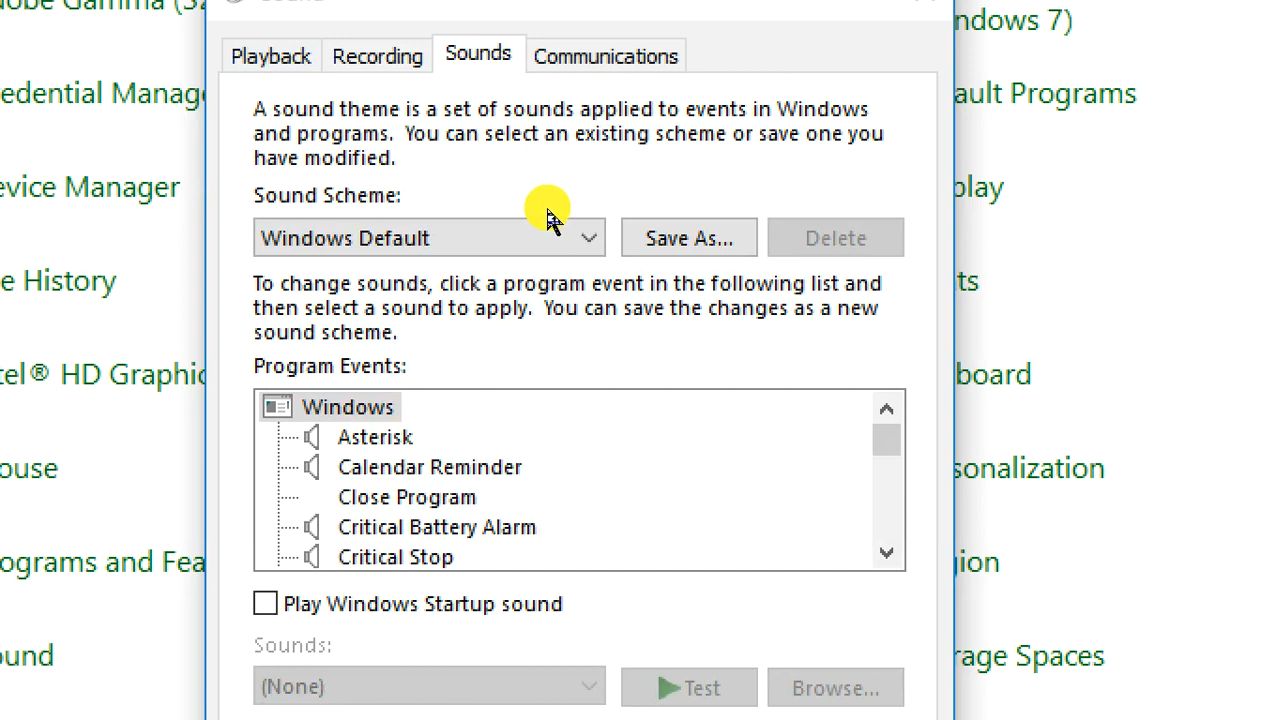 Playback
Recording
Sounds
Communications
A sound theme is a set of sounds applied to events in Windows
and programs. You can select an existing scheme or save one you
have modified.
Sound Scheme:
Windows Default
Save As...
Delete
To change sounds, click a program event in the following list and
then select a sound to apply. You can save the changes as a new
sound scheme.
Program Events:
Windows
Asterisk
Calendar Reminder
Close Program
Critical Battery Alarm
Critical Stop
Play Windows Startup sound
Sounds:
(None)
Test
Browse...
obe Gamma (32
edential Manag
evice Manager
e History
tel® HD Graphic
ouse
ograms and Fea
ound
ndows 7)
ault Programs
play
ts
board
sonalization
gion
rage Spaces